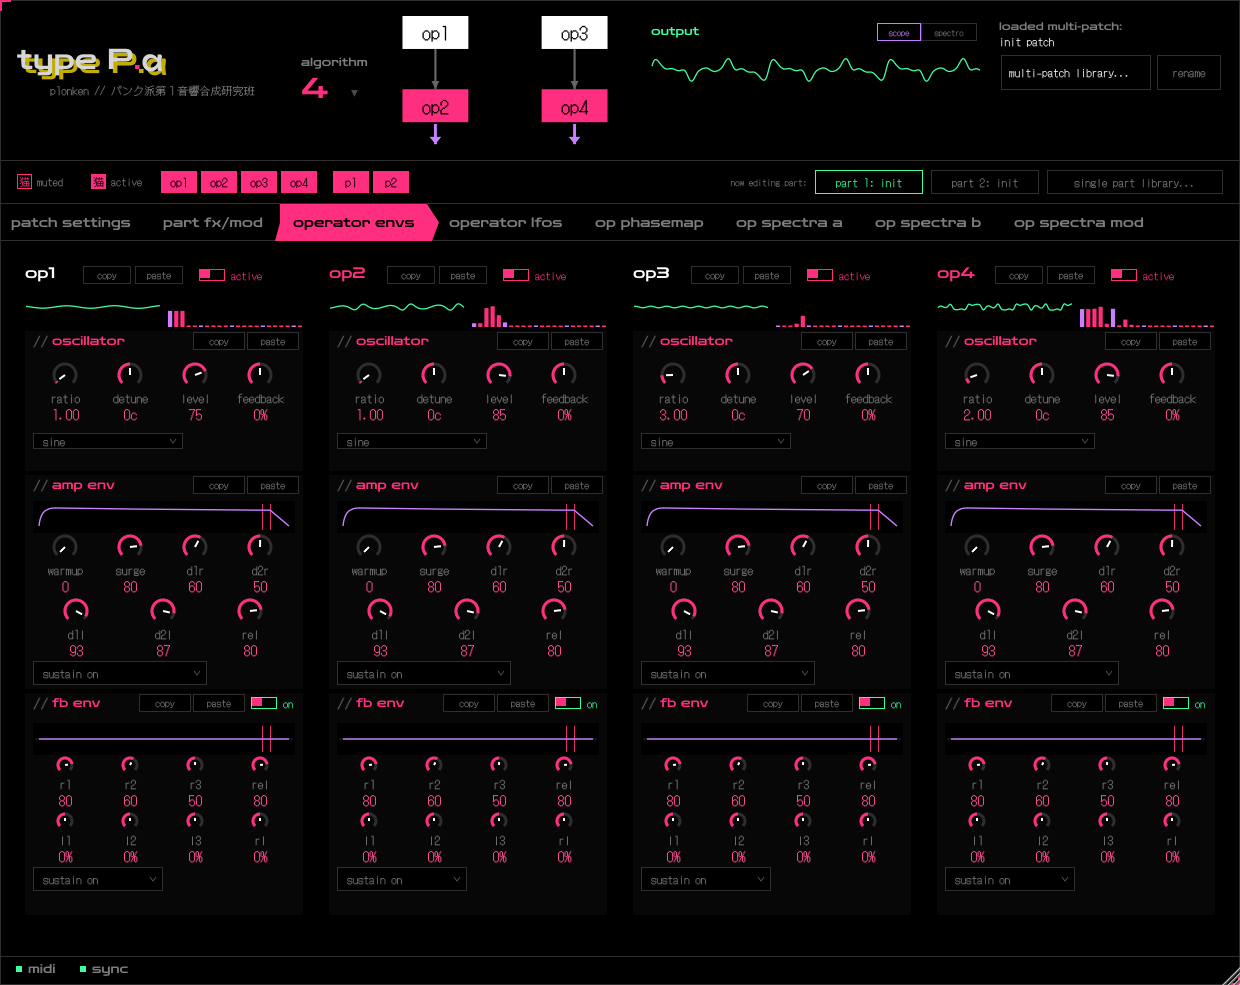 type P.a
plonken // パンク派第1音響合成研究班
algorithm
4
op1
op2
op3
op4
output
scope
spectro
loaded multi-patch:
init patch
multi-patch library...
rename
猫 muted
猫 active
op1 op2 op3 op4 p1 p2
now editing part:
part 1: init
part 2: init
single part library...
patch settings
part fx/mod
operator envs
operator lfos
op phasemap
op spectra a
op spectra b
op spectra mod
op1 copy paste active
// oscillator copy paste
ratio detune level feedback
1.00 0c 75 0%
sine
// amp env copy paste
warmup surge d1r d2r
0 80 60 50
d1l d2l rel
93 87 80
sustain on
// fb env copy paste on
r1 r2 r3 rel
80 60 50 80
l1 l2 l3 rl
0% 0% 0% 0%
sustain on
op2 copy paste active
// oscillator copy paste
ratio detune level feedback
1.00 0c 85 0%
sine
// amp env copy paste
warmup surge d1r d2r
0 80 60 50
d1l d2l rel
93 87 80
sustain on
// fb env copy paste on
r1 r2 r3 rel
80 60 50 80
l1 l2 l3 rl
0% 0% 0% 0%
sustain on
op3 copy paste active
// oscillator copy paste
ratio detune level feedback
3.00 0c 70 0%
sine
// amp env copy paste
warmup surge d1r d2r
0 80 60 50
d1l d2l rel
93 87 80
sustain on
// fb env copy paste on
r1 r2 r3 rel
80 60 50 80
l1 l2 l3 rl
0% 0% 0% 0%
sustain on
op4 copy paste active
// oscillator copy paste
ratio detune level feedback
2.00 0c 85 0%
sine
// amp env copy paste
warmup surge d1r d2r
0 80 60 50
d1l d2l rel
93 87 80
sustain on
// fb env copy paste on
r1 r2 r3 rel
80 60 50 80
l1 l2 l3 rl
0% 0% 0% 0%
sustain on
midi
sync